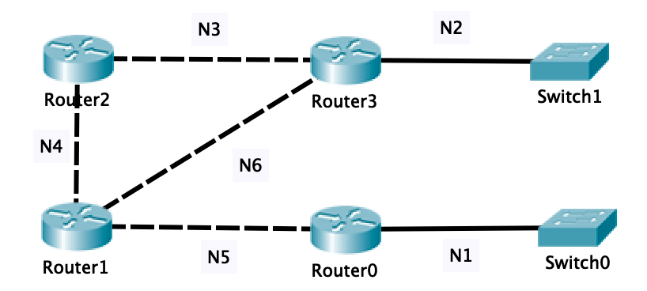 N3
N2
Router2
Router3
Switch1
N4
N6
Router1
N5
Router0
N1
Switch0